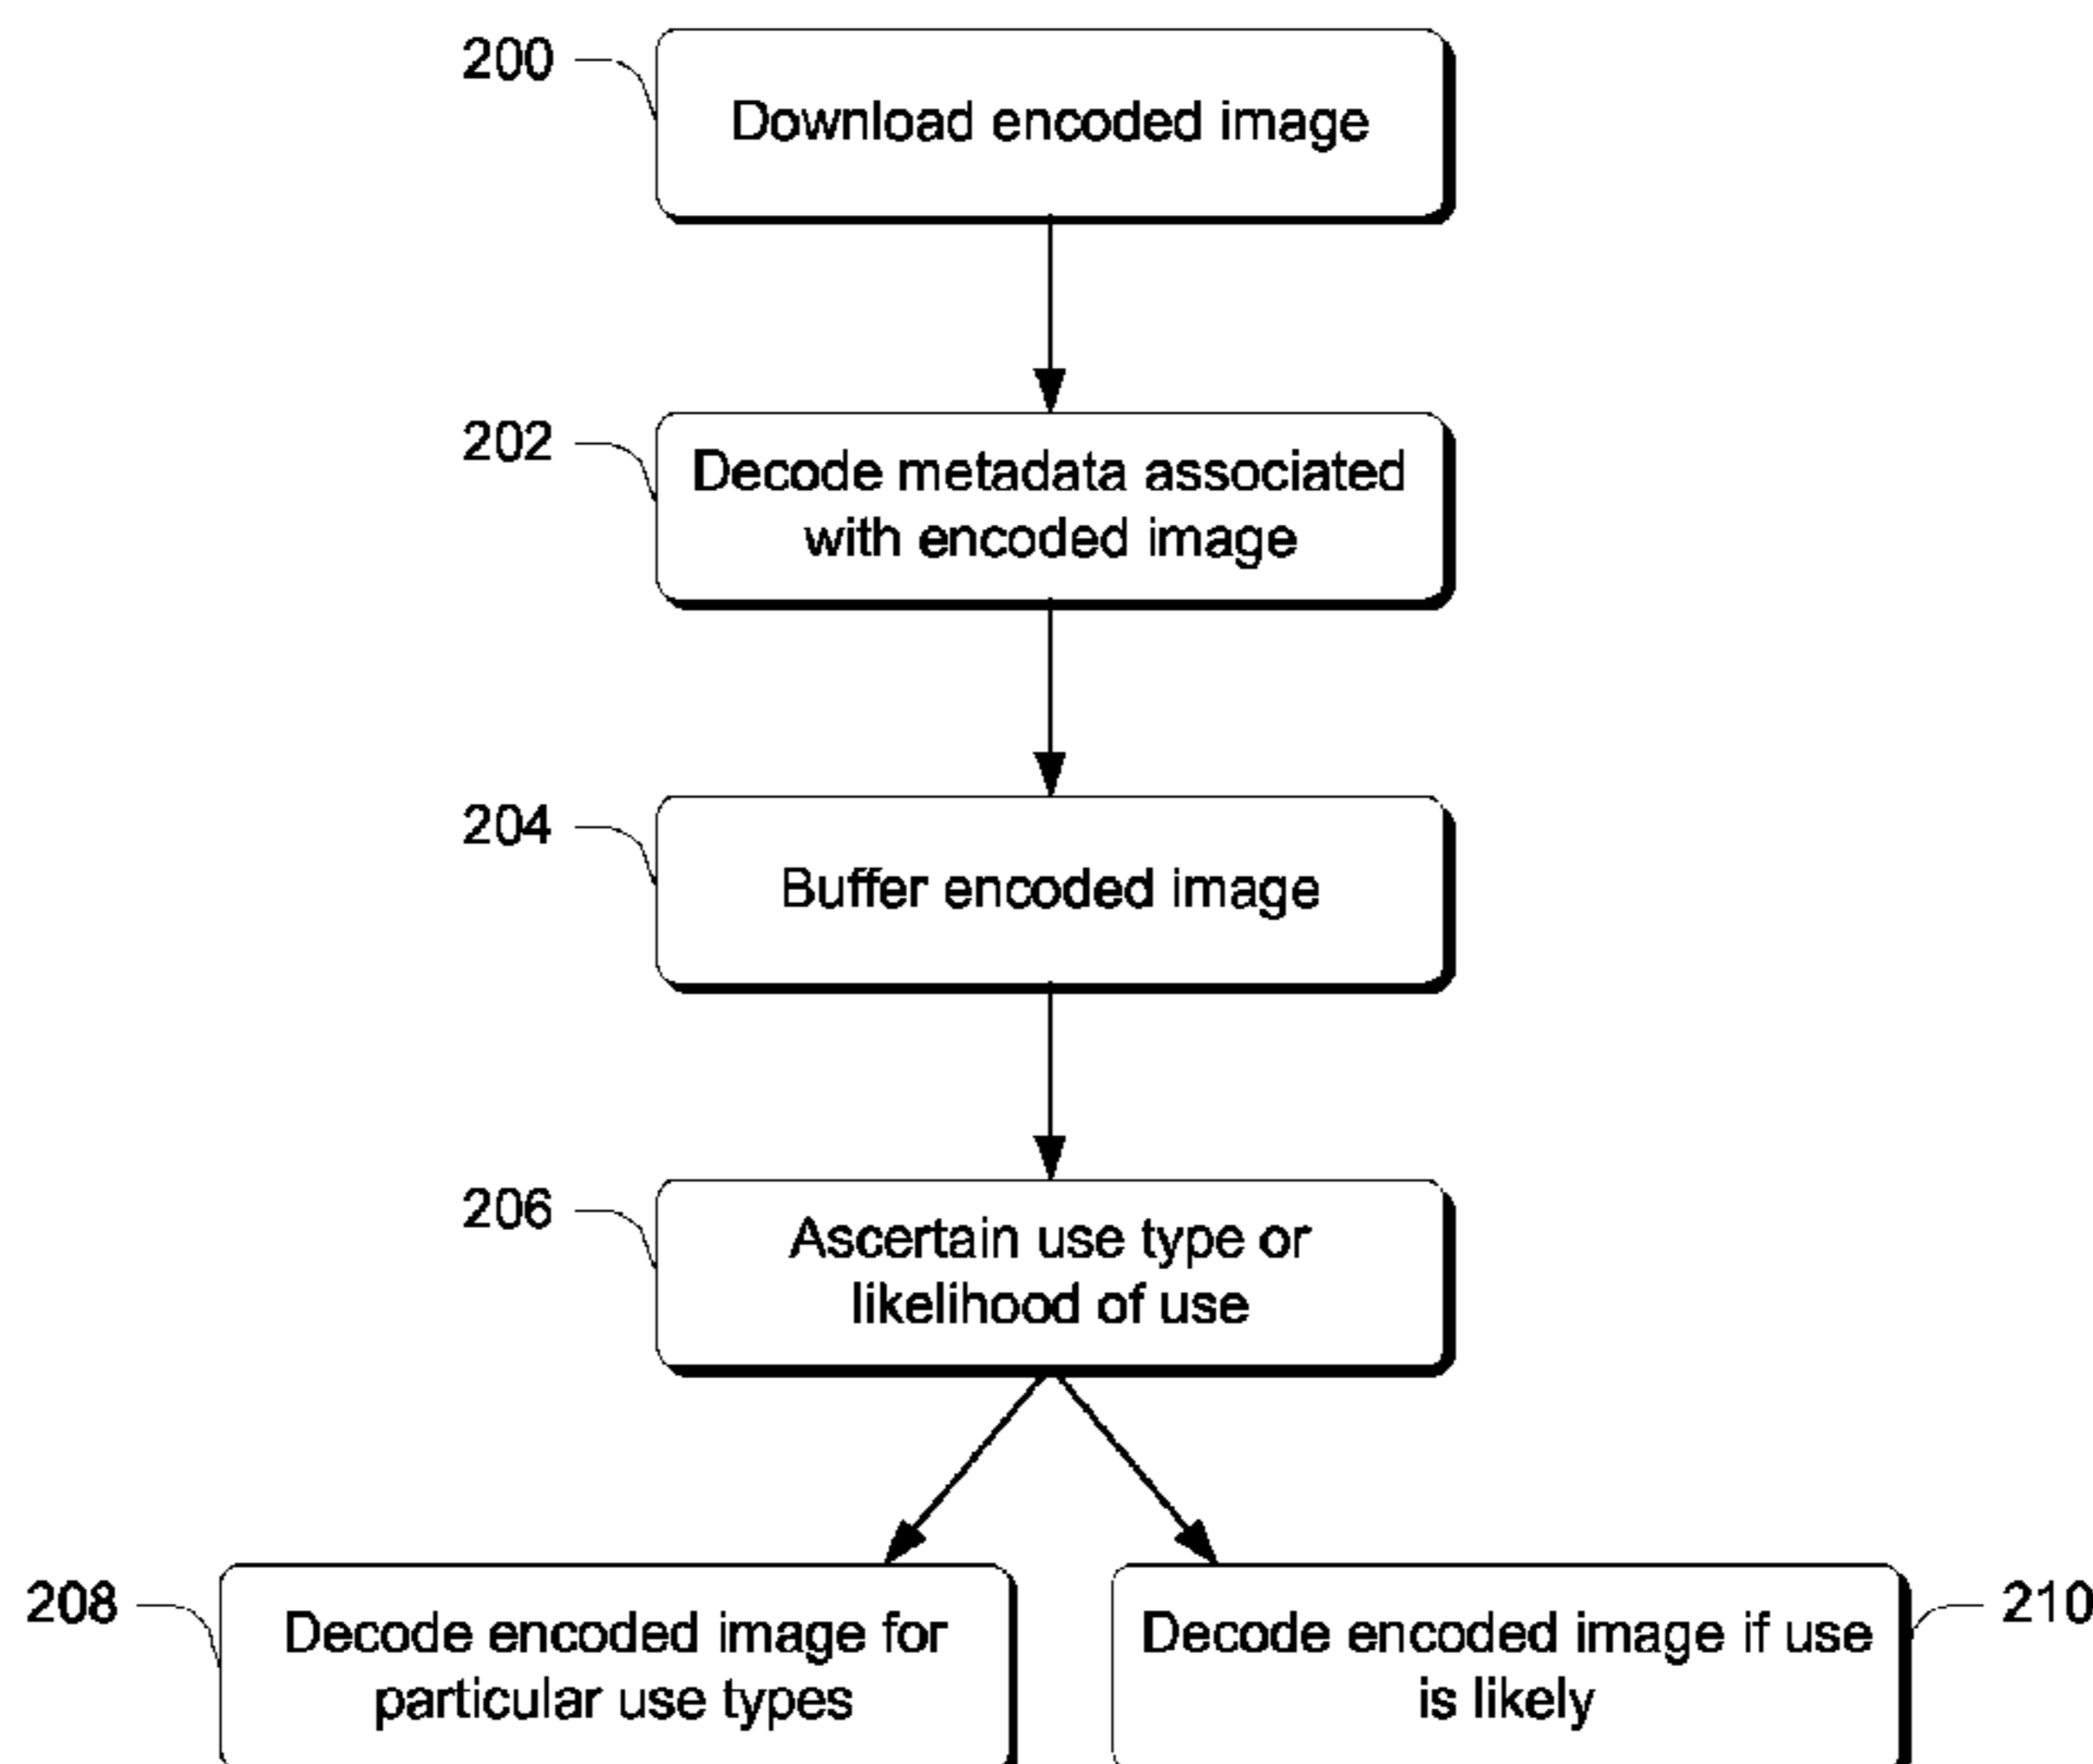 200
Download encoded image
202
Decode metadata associated
with encoded image
204
Buffer encoded image
206
Ascertain use type or
likelihood of use
208
Decode encoded image for
particular use types
Decode encoded image if use
is likely
210